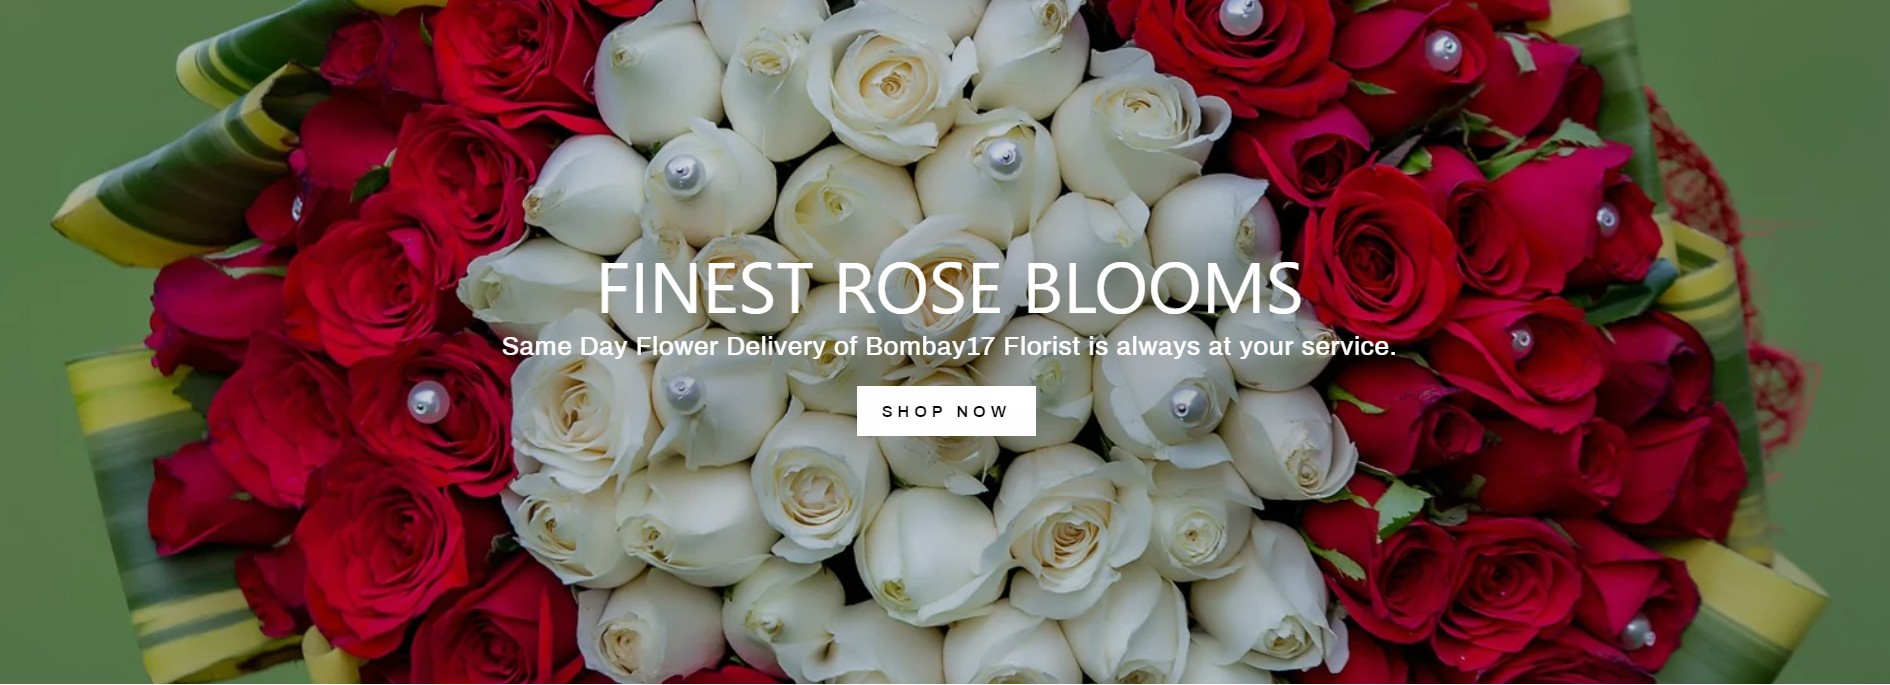 FINEST ROSE BLOOMS
Same Day Flower Delivery of Bombay17 Florist is always at your service.
SHOP NOW